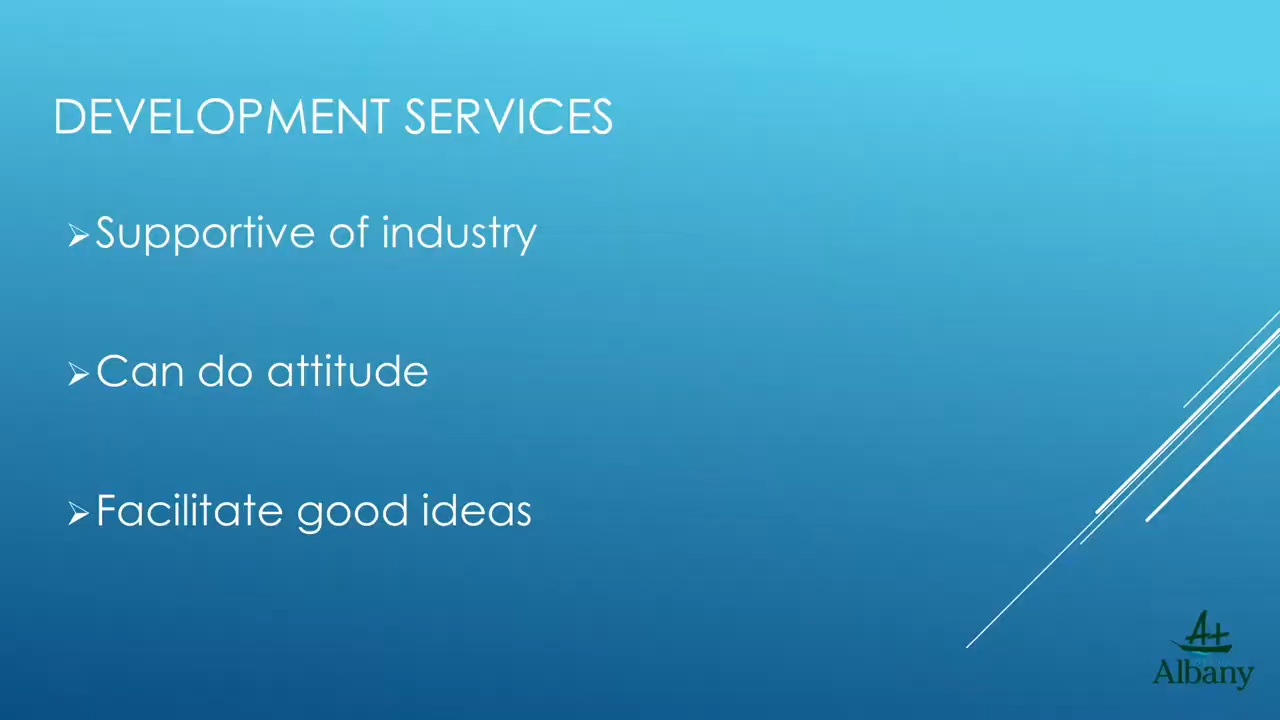 DEVELOPMENT SERVICES
Supportive of industry
Can do attitude
Facilitate good ideas
A+
Albany